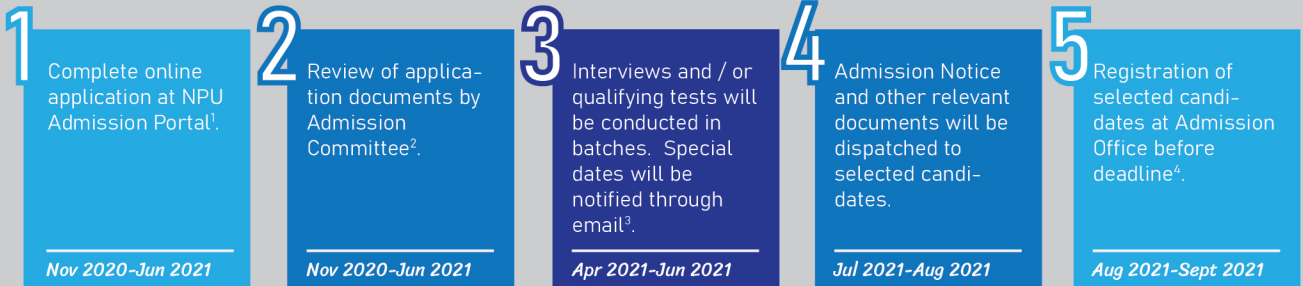 1
Complete online
application at NPU
Admission Portal¹.
Nov 2020-Jun 2021
2
Review of applica-
tion documents by
Admission
Committee².
Nov 2020-Jun 2021
3
Interviews and / or
qualifying tests will
be conducted in
batches. Special
dates will be
notified through
email³.
Apr 2021-Jun 2021
4
Admission Notice
and other relevant
documents will be
dispatched to
selected candi-
dates.
Jul 2021-Aug 2021
5
Registration of
selected candi-
dates at Admission
Office before
deadline⁴.
Aug 2021-Sept 2021